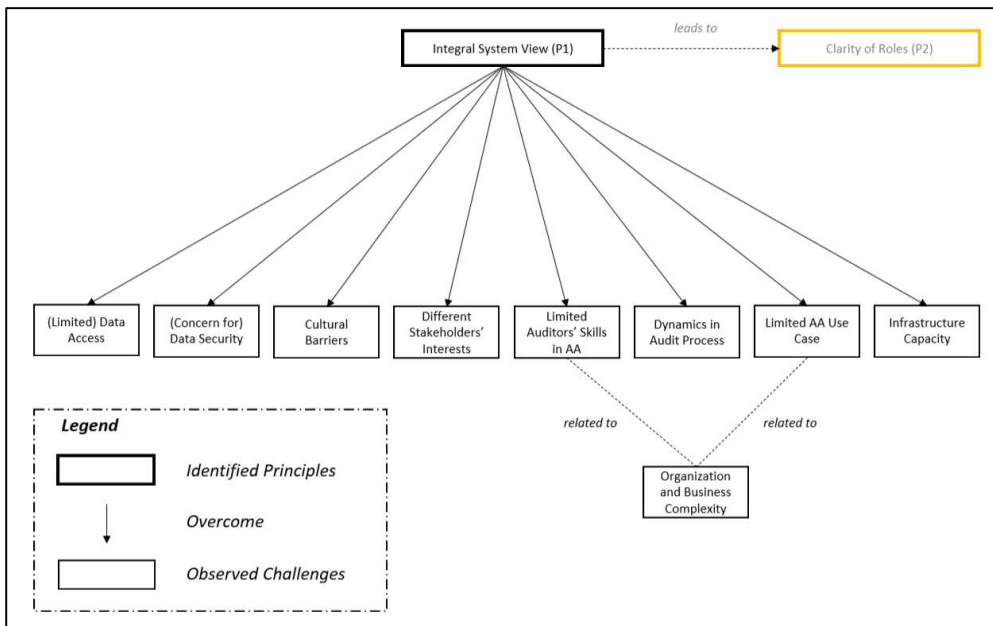 leads to
Integral System View (P1)
Clarity of Roles (P2)
(Limited) Data
Access
(Concern for)
Data Security
Cultural
Barriers
Different
Stakeholders’
Interests
Limited
Auditors’ Skills
in AA
Dynamics in
Audit Process
Limited AA Use
Case
Infrastructure
Capacity
related to
related to
Organization
and Business
Complexity
Legend
Identified Principles
Overcome
Observed Challenges